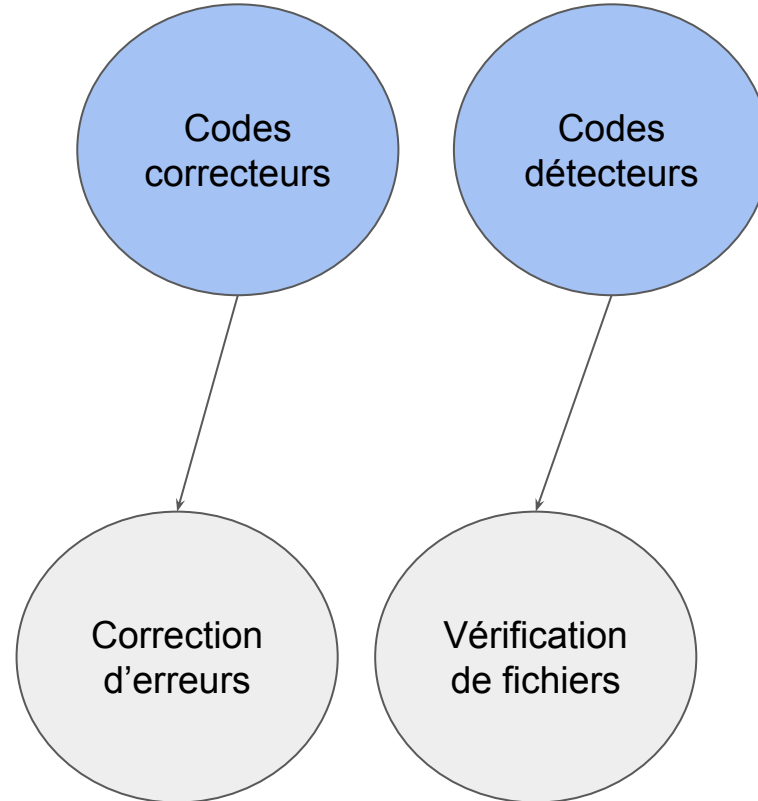 Codes
correcteurs
Codes
détecteurs
Correction
d’erreurs
Vérification
de fichiers